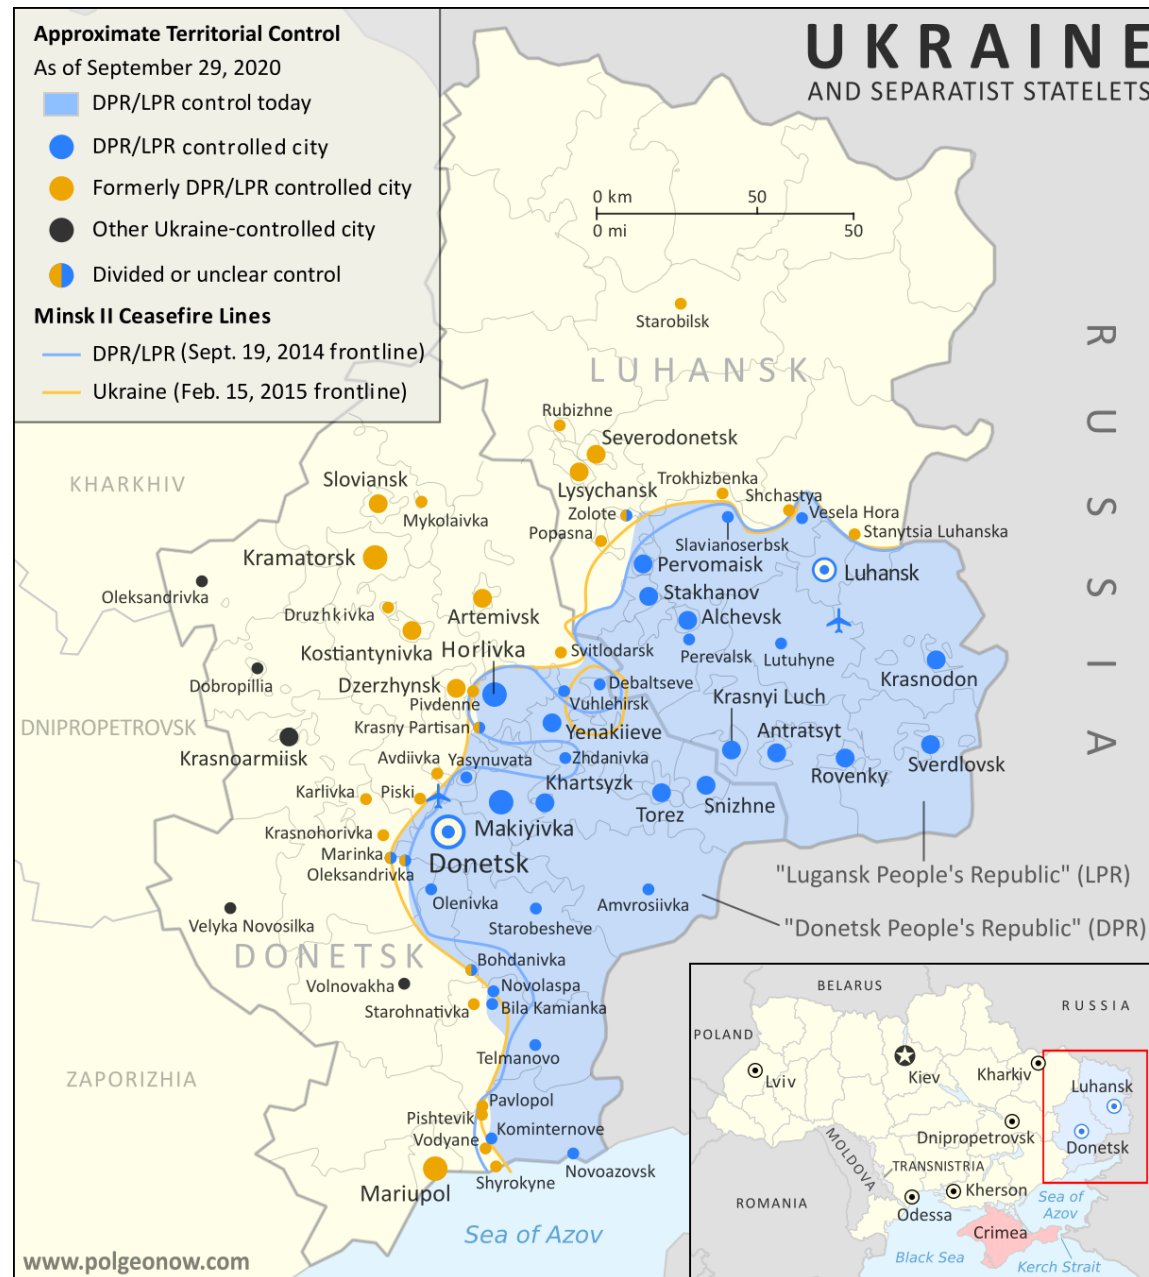 Approximate Territorial Control
As of September 29, 2020
DPR/LPR control today
DPR/LPR controlled city
Formerly DPR/LPR controlled city
Other Ukraine-controlled city
Divided or unclear control
Minsk II Ceasefire Lines
DPR/LPR (Sept. 19, 2014 frontline)
Ukraine (Feb. 15, 2015 frontline)
UKRAINE
AND SEPARATIST STATELETS
0 km 50
0 mi 50
Starobilsk
LUHANSK
RUSSIA
Rubizhne
Severodonetsk
KHARKHIV
Sloviansk
Mykolaivka
Lysychansk
Trokhizbenka
Shchastya
Zolote
Vesela Hora
Popasna
Stanytsia Luhanska
Slavianoserbsk
Kramatorsk
Pervomaisk
Luhansk
Oleksandrivka
Stakhanov
Druzhkivka
Artemivsk
Alchevsk
Kostiantynivka
Horlivka
Svitlodarsk
Perevalsk
Lutuhyne
Krasnodon
Dobropillia
Dzerzhynsk
Debaltseve
Pivdenne
Vuhlehirsk
Krasnyi Luch
DNIPROPETROVSK
Krasny Partisan
Yenakiieve
Antratsyt
Krasnoarmiisk
Avdiivka
Yasynuvata
Zhdanivka
Sverdlovsk
Rovenky
Karlivka
Piski
Khartsyzk
Torez
Snizhne
Krasnohorivka
Makiyivka
Marinka
Donetsk
Oleksandrivka
"Lugansk People's Republic" (LPR)
Olenivka
Amvrosiivka
Velyka Novosilka
Starobesheve
"Donetsk People's Republic" (DPR)
DONETSK
Bohdanivka
Volnovakha
Novolaspa
Starohnativka
Bila Kamianka
Telmanovo
ZAPORIZHIA
Pavlopol
Pishtevik
Kominternove
Vodyane
Novoazovsk
Shyrokyne
Mariupol
Sea of Azov
www.polgeonow.com
BELARUS
RUSSIA
POLAND
Lviv
Kiev
Kharkiv
Luhansk
Dnipropetrovsk
Donetsk
MOLDOVA
TRANSNISTRIA
ROMANIA
Kherson
Odessa
Sea of
Azov
Crimea
Black Sea
Kerch Strait